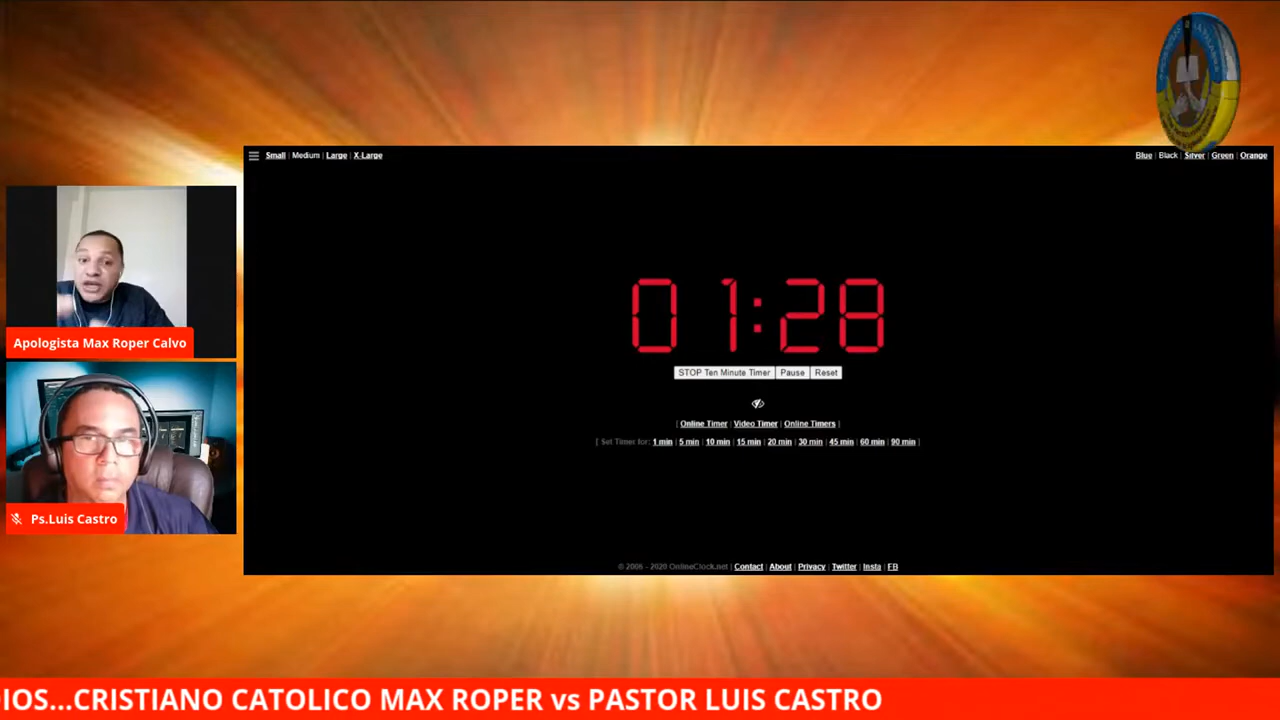 Small | Medium | Large | X-Large
Blue | Black | Silver | Green | Orange
Apologista Max Roper Calvo
Ps.Luis Castro
01:28
STOP Ten Minute Timer Pause Reset
| Online Timer | Video Timer | Online Timers |
[ Set Timer for: 1 min | 5 min | 10 min | 15 min | 20 min | 30 min | 45 min | 60 min | 90 min ]
© 2006 - 2020 OnlineClock.net | Contact | About | Privacy | Twitter | Insta | FB
DIOS...CRISTIANO CATOLICO MAX ROPER vs PASTOR LUIS CASTRO